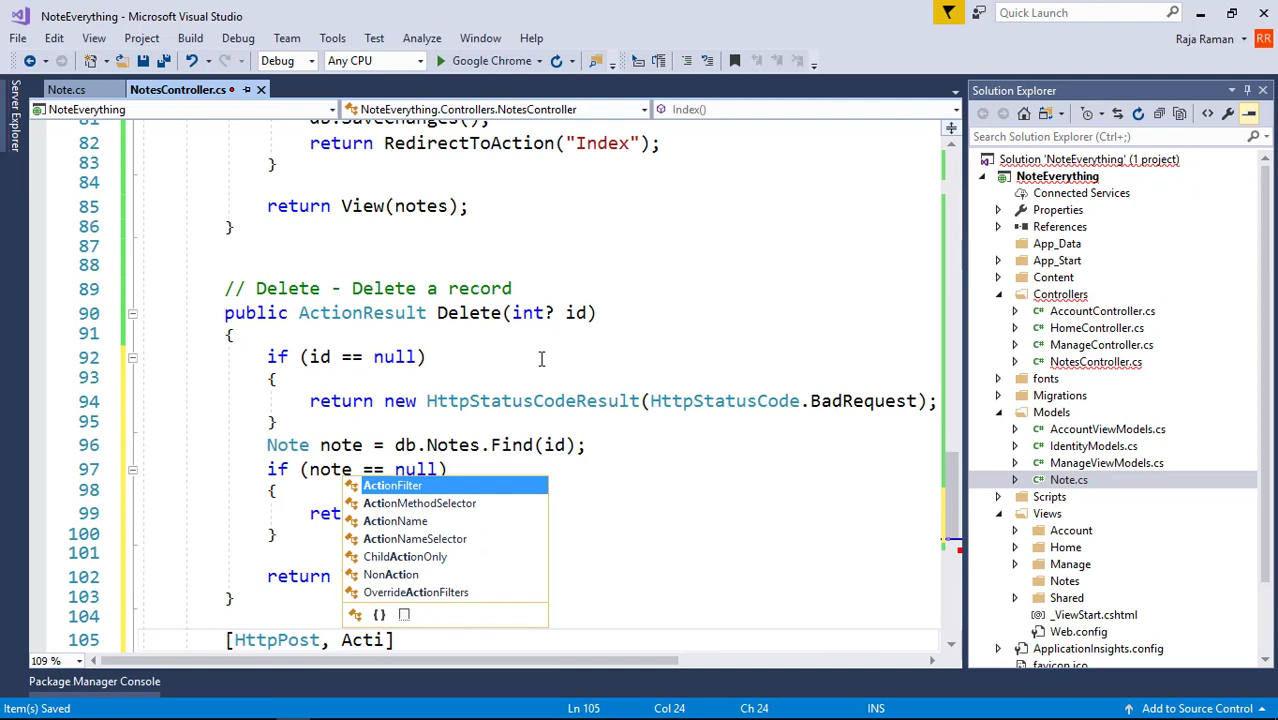 NoteEverything - Microsoft Visual Studio
Quick Launch
File Edit View Project Build Debug Team Tools Test Analyze Window Help
Raja Raman RR
Debug Any CPU Google Chrome
Server Explorer
Note.cs NotesController.cs
NoteEverything NoteEverything.Controllers.NotesController Index()
81 db.SaveChanges();
82 return RedirectToAction("Index");
83 }
84
85 return View(notes);
86 }
87
88
89 // Delete - Delete a record
90 public ActionResult Delete(int? id)
91 {
92 if (id == null)
93 {
94 return new HttpStatusCodeResult(HttpStatusCode.BadRequest);
95 }
96 Note note = db.Notes.Find(id);
97 if (note == null)
98 {
99 ret
100 }
101
102 return
103 }
104
105 [HttpPost, Acti]
ActionFilter
ActionMethodSelector
ActionName
ActionNameSelector
ChildActionOnly
NonAction
OverrideActionFilters
{}
109 %
Package Manager Console
Solution Explorer
Search Solution Explorer (Ctrl+;)
Solution 'NoteEverything' (1 project)
NoteEverything
Connected Services
Properties
References
App_Data
App_Start
Content
Controllers
AccountController.cs
HomeController.cs
ManageController.cs
NotesController.cs
fonts
Migrations
Models
AccountViewModels.cs
IdentityModels.cs
ManageViewModels.cs
Note.cs
Scripts
Views
Account
Home
Manage
Notes
Shared
_ViewStart.cshtml
Web.config
ApplicationInsights.config
favicon.ico
Item(s) Saved Ln 105 Col 24 Ch 24 INS Add to Source Control